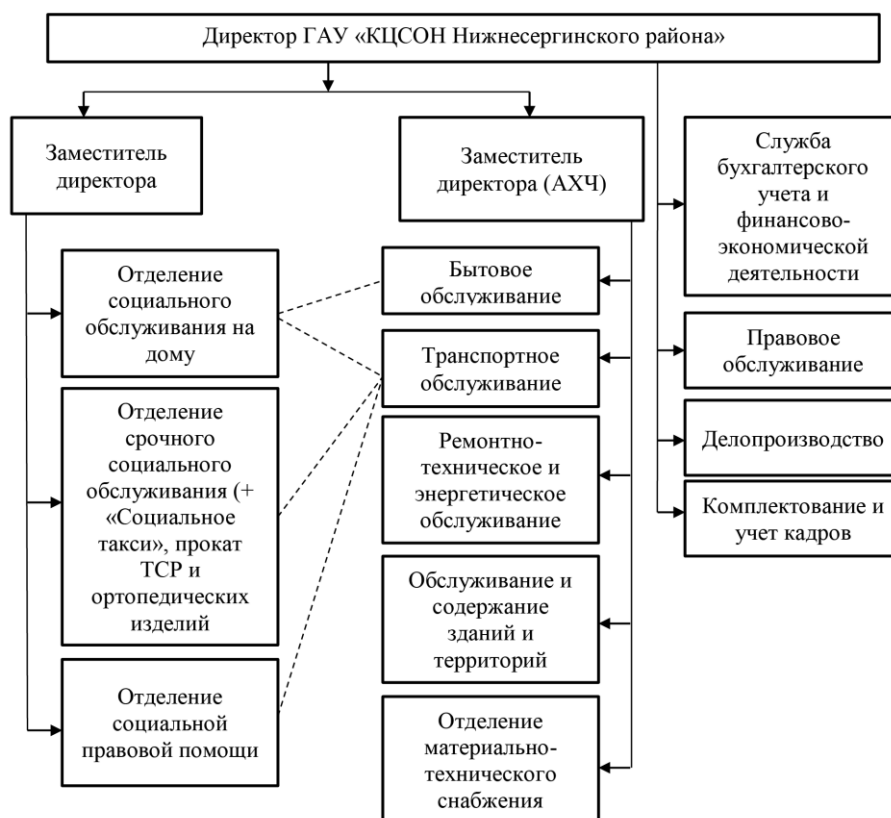 Директор ГАУ «КЦСОН Нижнесергинского района»
Заместитель
директора
Отделение
социального
обслуживания на
дому
Отделение
срочного
социального
обслуживания (+
«Социальное
такси», прокат
ТСР и
ортопедических
изделий
Отделение
социальной
правовой помощи
Заместитель
директора (АХЧ)
Бытовое
обслуживание
Транспортное
обслуживание
Ремонтно-
техническое и
энергетическое
обслуживание
Обслуживание и
содержание
зданий и
территорий
Отделение
материально-
технического
снабжения
Служба
бухгалтерского
учета и
финансово-
экономической
деятельности
Правовое
обслуживание
Делопроизводство
Комплектование и
учет кадров